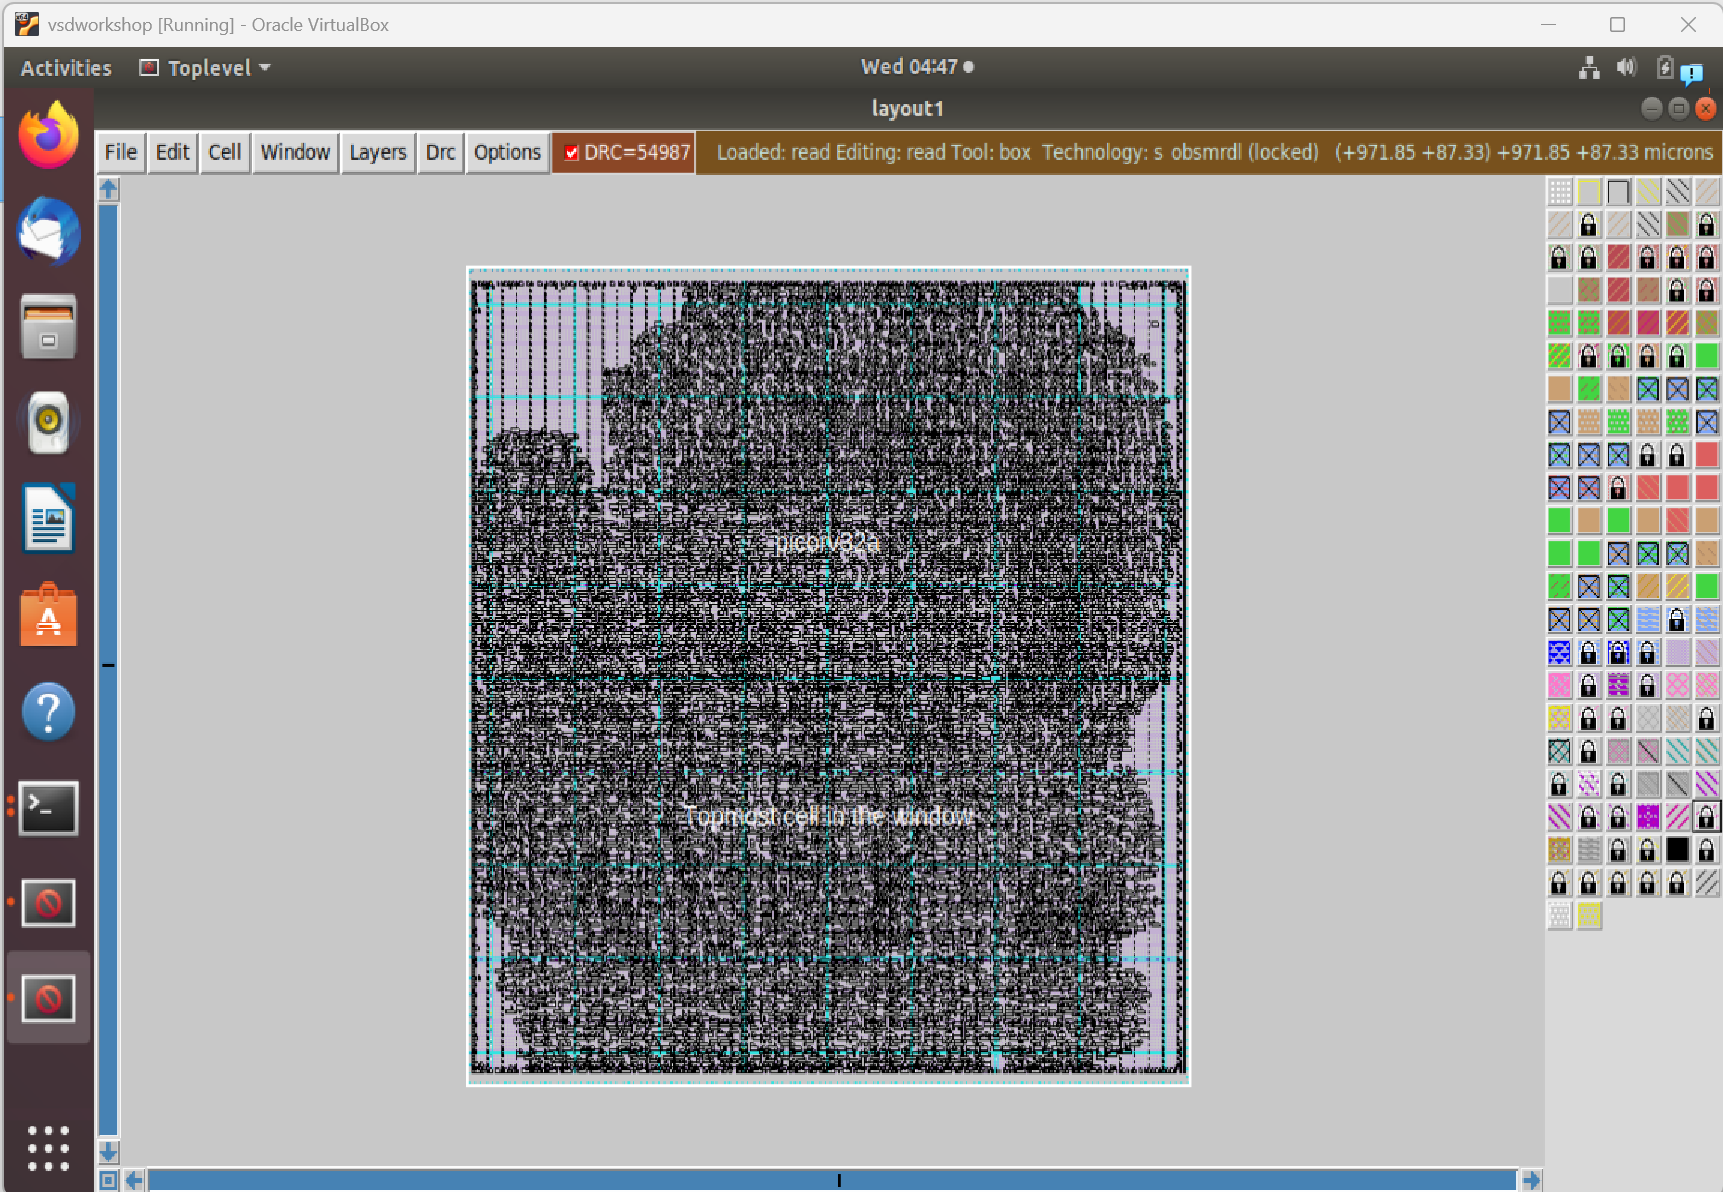 vsdworkshop [Running] - Oracle VirtualBox
Activities Toplevel Wed 04:47
layout1
File Edit Cell Window Layers Drc Options DRC=54987 Loaded: read Editing: read Tool: box Technology: s obsmrdl (locked) (+971.85 +87.33) +971.85 +87.33 microns
picorv32a
Topmost cell in the window